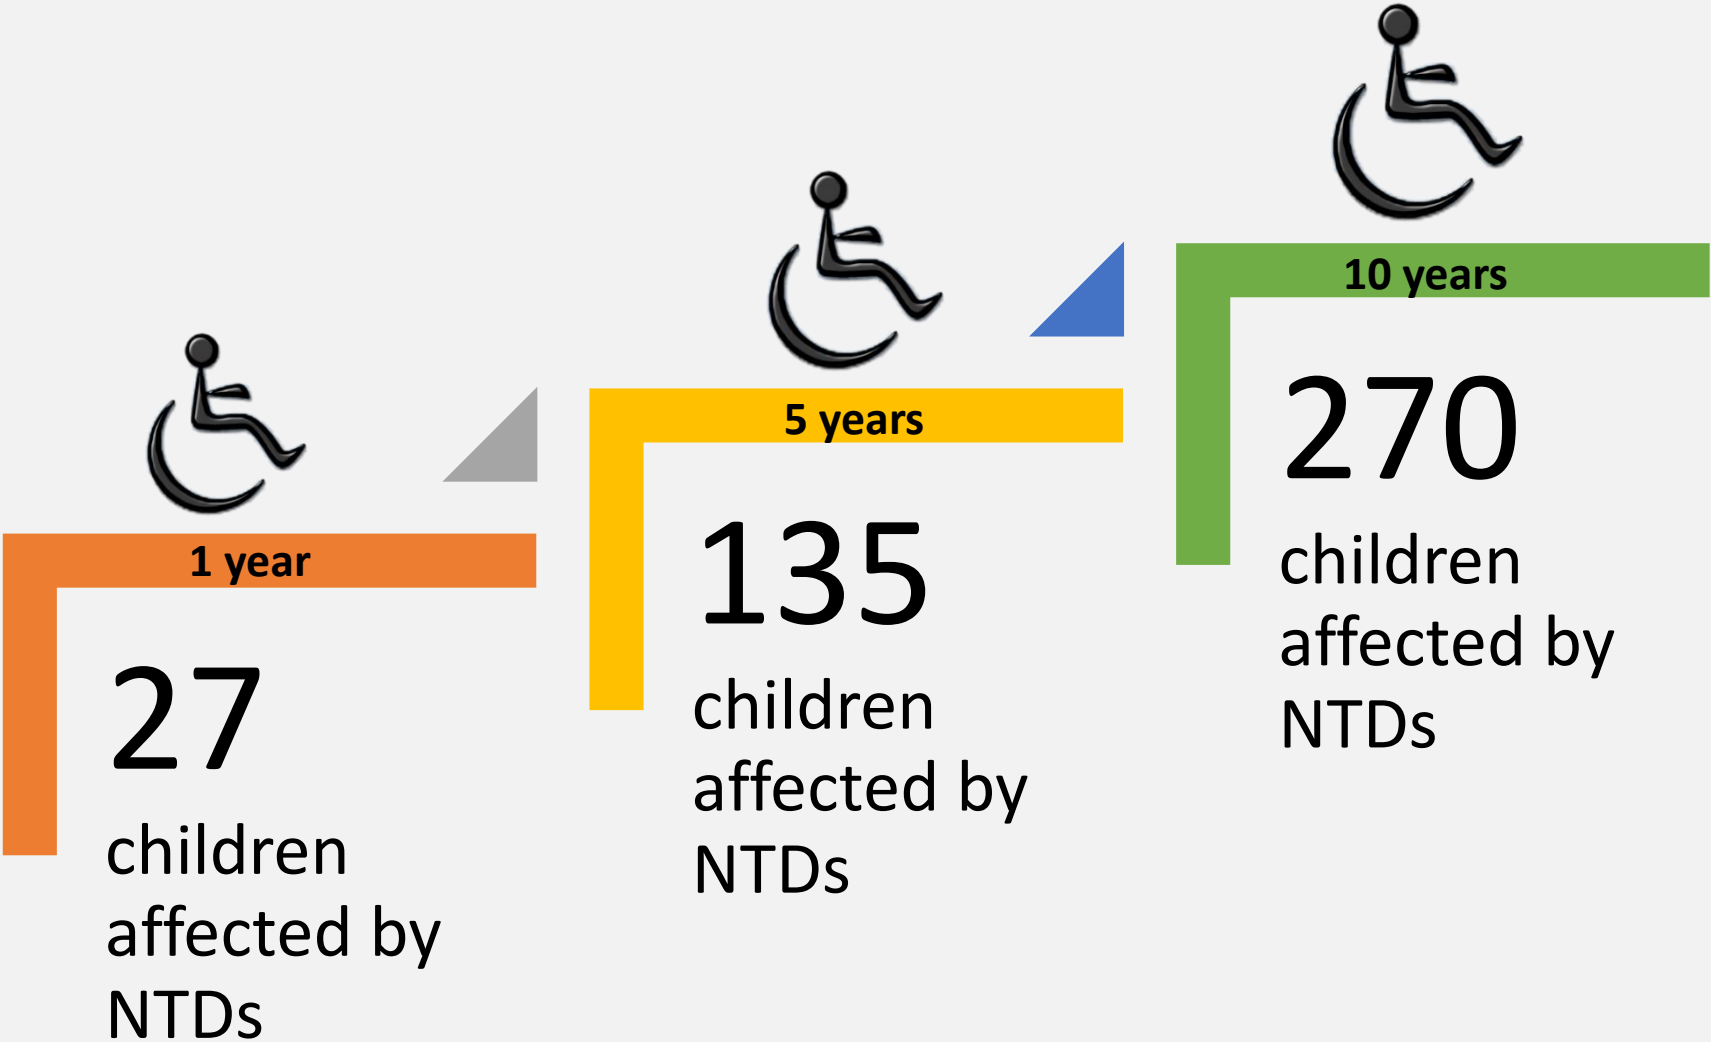 1 year
27
children
affected by
NTDs
5 years
135
children
affected by
NTDs
10 years
270
children
affected by
NTDs